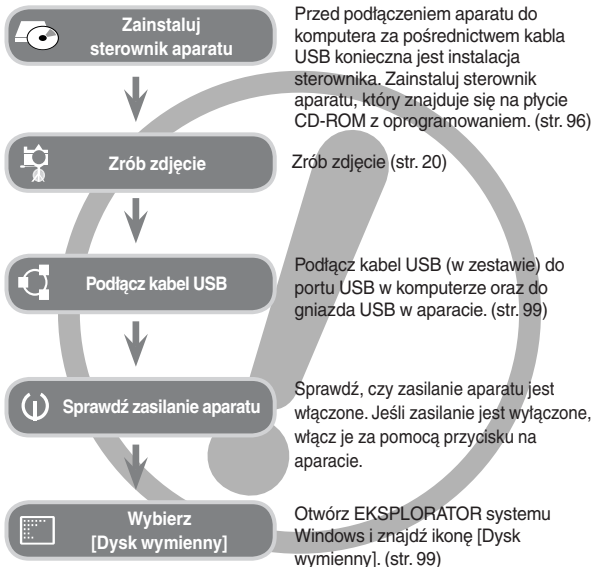 Zainstaluj
sterownik aparatu
Przed podłączeniem aparatu do
komputera za pośrednictwem kabla
USB konieczna jest instalacja
sterownika. Zainstaluj sterownik
aparatu, który znajduje się na płycie
CD-ROM z oprogramowaniem. (str. 96)
Zrób zdjęcie
Zrób zdjęcie (str. 20)
Podłącz kabel USB
Podłącz kabel USB (w zestawie) do
portu USB w komputerze oraz do
gniazda USB w aparacie. (str. 99)
Sprawdź zasilanie aparatu
Sprawdź, czy zasilanie aparatu jest
włączone. Jeśli zasilanie jest wyłączone,
włącz je za pomocą przycisku na
aparacie.
Wybierz
[Dysk wymienny]
Otwórz EKSPLORATOR systemu
Windows i znajdź ikonę [Dysk
wymienny]. (str. 99)